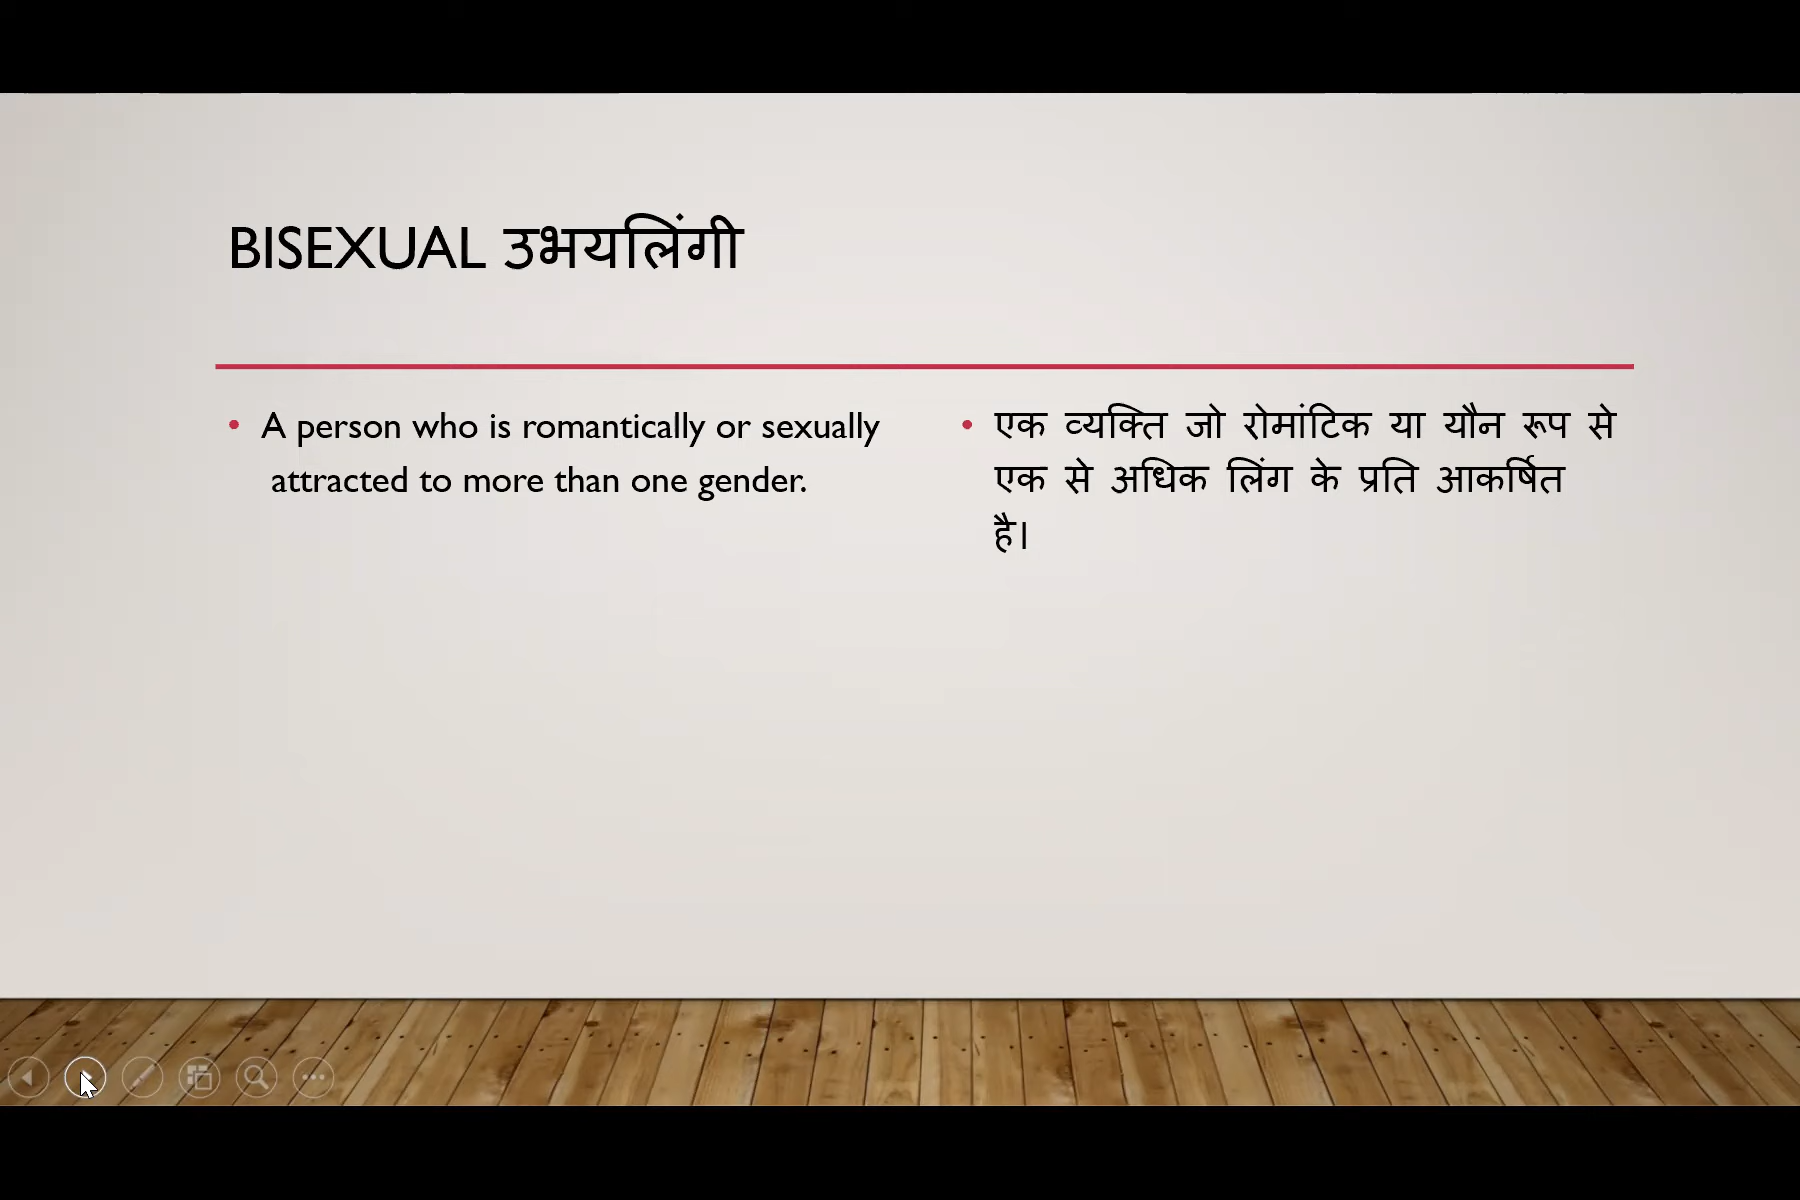 BISEXUAL उभयलिंगी
• A person who is romantically or sexually
attracted to more than one gender.
• एक व्यक्ति जो रोमांटिक या यौन रूप से
एक से अधिक लिंग के प्रति आकर्षित
है।